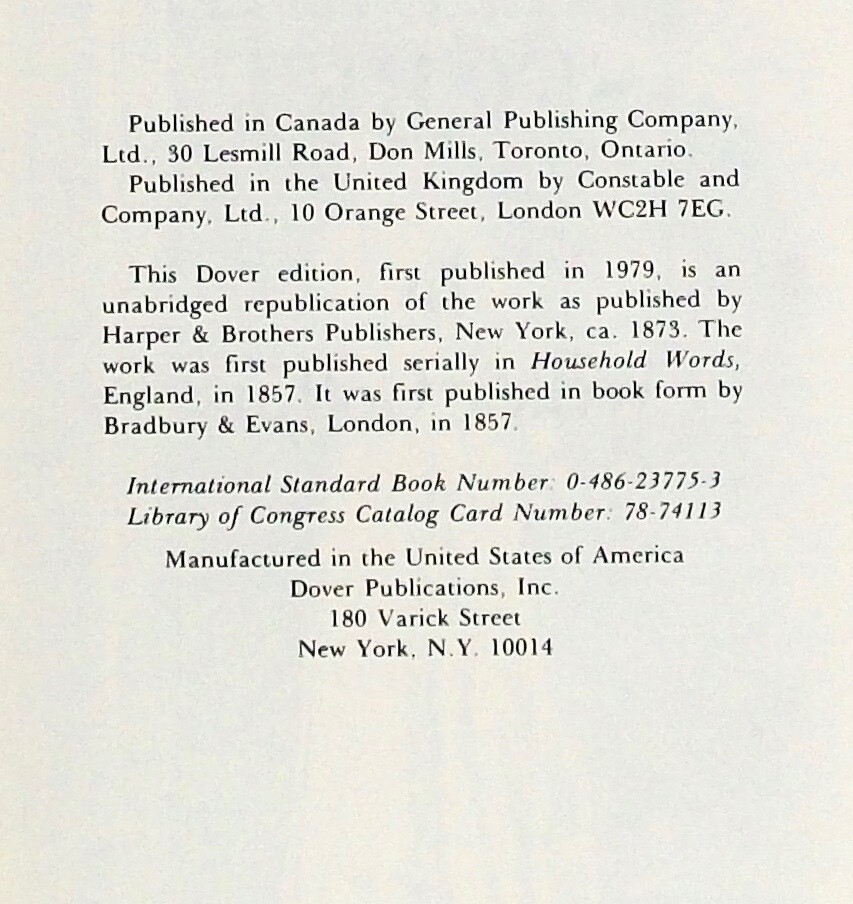 Published in Canada by General Publishing Company,
Ltd., 30 Lesmill Road, Don Mills, Toronto, Ontario.
Published in the United Kingdom by Constable and
Company, Ltd., 10 Orange Street, London WC2H 7EG.
This Dover edition, first published in 1979, is an
unabridged republication of the work as published by
Harper & Brothers Publishers, New York, ca. 1873. The
work was first published serially in Household Words,
England, in 1857. It was first published in book form by
Bradbury & Evans, London, in 1857.
International Standard Book Number: 0-486-23775-3
Library of Congress Catalog Card Number: 78-74113
Manufactured in the United States of America
Dover Publications, Inc.
180 Varick Street
New York, N.Y. 10014